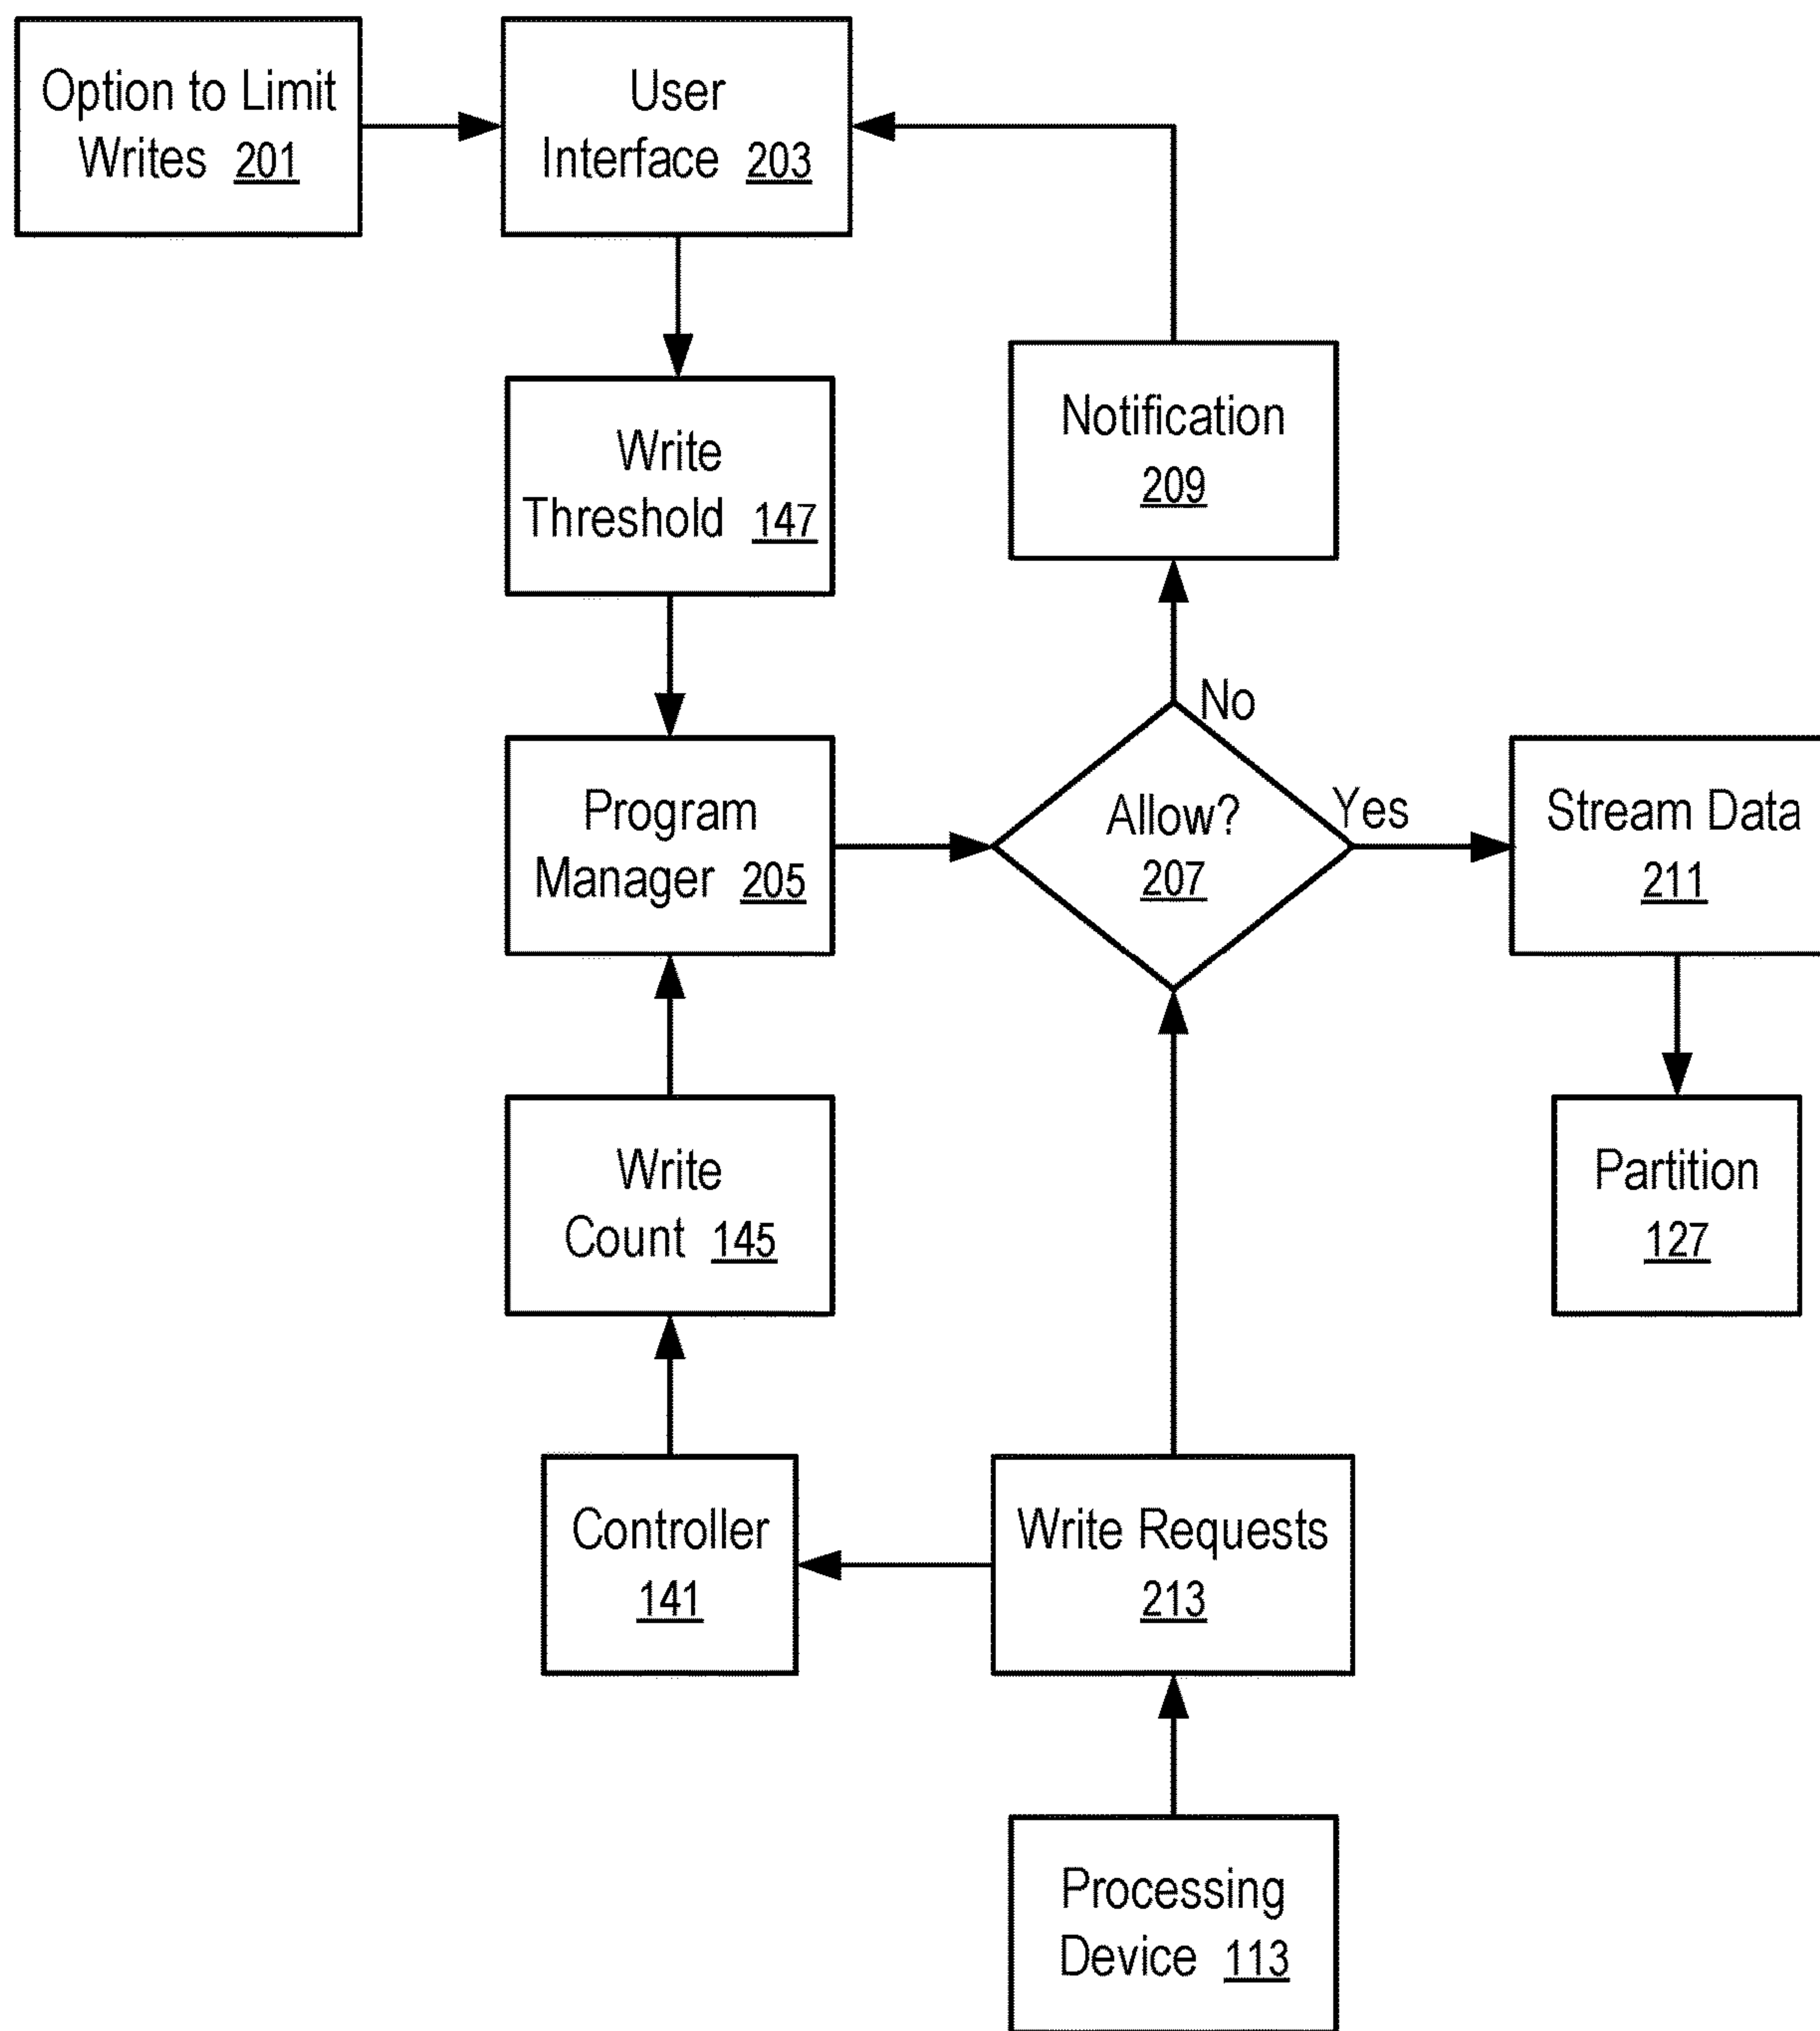 Option to Limit
Writes 201
User
Interface 203
Write
Threshold 147
Notification
209
No
Program
Manager 205
Allow?
207
Yes
Stream Data
211
Write
Count 145
Partition
127
Controller
141
Write Requests
213
Processing
Device 113